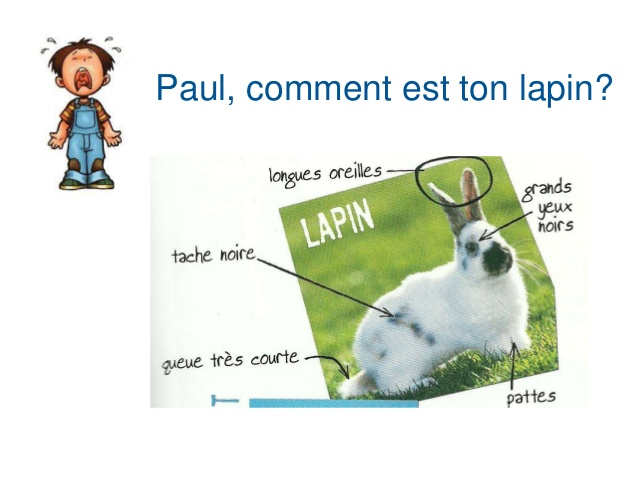 Paul, comment est ton lapin?
longues oreilles
LAPIN
grands
yeux
noirs
tache noire
queue très courte
pattes